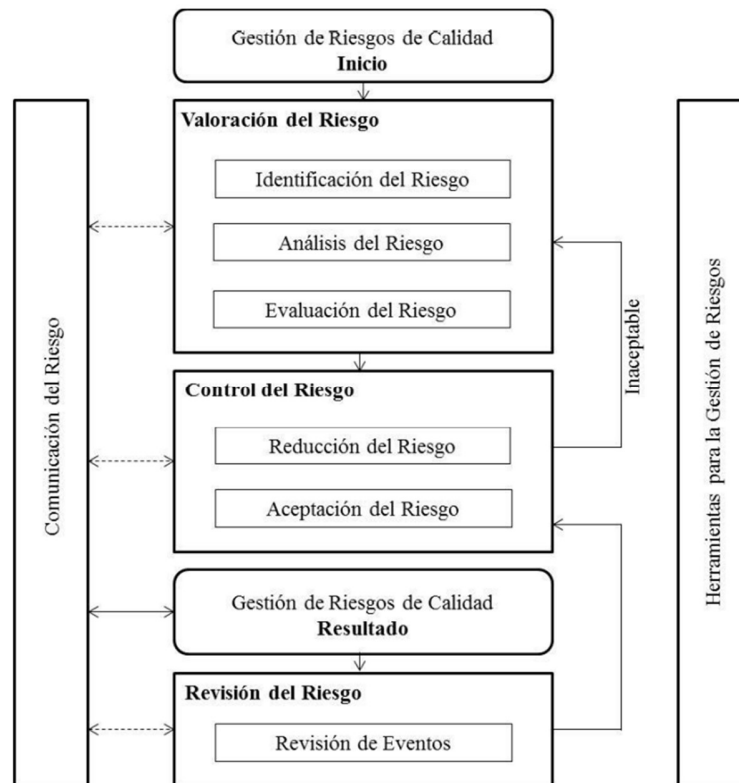 Gestión de Riesgos de Calidad
Inicio
Valoración del Riesgo
Identificación del Riesgo
Análisis del Riesgo
Evaluación del Riesgo
Control del Riesgo
Reducción del Riesgo
Aceptación del Riesgo
Gestión de Riesgos de Calidad
Resultado
Revisión del Riesgo
Revisión de Eventos
Comunicación del Riesgo
Inaceptable
Herramientas para la Gestión de Riesgos